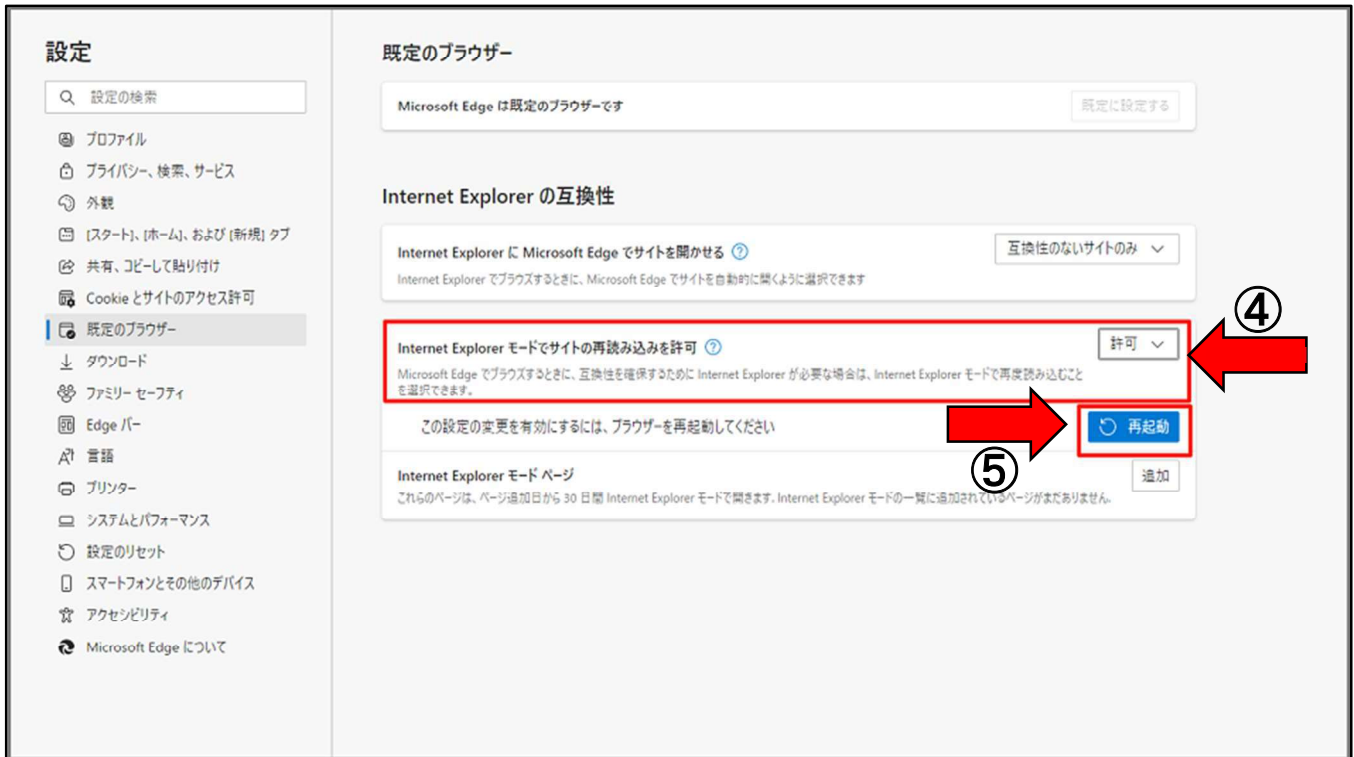 設定
設定の検索
プロファイル
プライバシー、検索、サービス
外観
[スタート]、[ホーム]、および [新規] タブ
共有、コピーして貼り付け
Cookie とサイトのアクセス許可
既定のブラウザー
ダウンロード
ファミリー セーフティ
Edge バー
言語
プリンター
システムとパフォーマンス
設定のリセット
スマートフォンとその他のデバイス
アクセシビリティ
Microsoft Edge について
既定のブラウザー
Microsoft Edge は既定のブラウザーです
既定に設定する
Internet Explorer の互換性
Internet Explorer に Microsoft Edge でサイトを開かせる
互換性のないサイトのみ
Internet Explorer でブラウズするときに、Microsoft Edge でサイトを自動的に開くように選択できます
④
Internet Explorer モードでサイトの再読み込みを許可
許可
Microsoft Edge でブラウズするときに、互換性を確保するために Internet Explorer が必要な場合は、Internet Explorer モードで再度読み込むこと
を選択できます。
この設定の変更を有効にするには、ブラウザーを再起動してください
再起動
⑤
Internet Explorer モード ページ
追加
これらのページは、ページ追加日から 30 日間 Internet Explorer モードで開きます. Internet Explorer モードの一覧に追加されているページがまだありません.